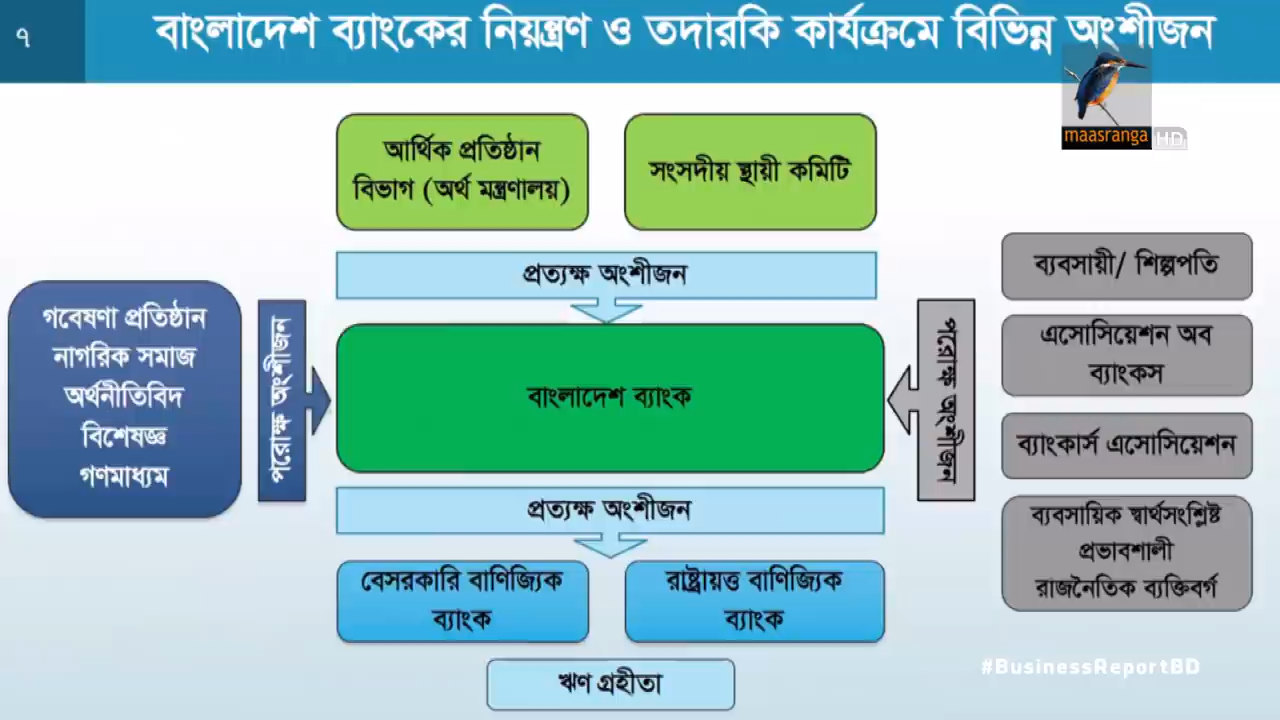 ৭
বাংলাদেশ ব্যাংকের নিয়ন্ত্রণ ও তদারকি কার্যক্রমে বিভিন্ন অংশীজন
maasranga HD
আর্থিক প্রতিষ্ঠান
বিভাগ (অর্থ মন্ত্রণালয়)
সংসদীয় স্থায়ী কমিটি
প্রত্যক্ষ অংশীজন
গবেষণা প্রতিষ্ঠান
নাগরিক সমাজ
অর্থনীতিবিদ
বিশেষজ্ঞ
গণমাধ্যম
পরোক্ষ অংশীজন
বাংলাদেশ ব্যাংক
পরোক্ষ অংশীজন
ব্যবসায়ী/ শিল্পপতি
এসোসিয়েশন অব
ব্যাংকস
ব্যাংকার্স এসোসিয়েশন
ব্যবসায়িক স্বার্থসংশ্লিষ্ট
প্রভাবশালী
রাজনৈতিক ব্যক্তিবর্গ
প্রত্যক্ষ অংশীজন
বেসরকারি বাণিজ্যিক
ব্যাংক
রাষ্ট্রায়ত্ত বাণিজ্যিক
ব্যাংক
ঋণ গ্রহীতা
#BusinessReportBD